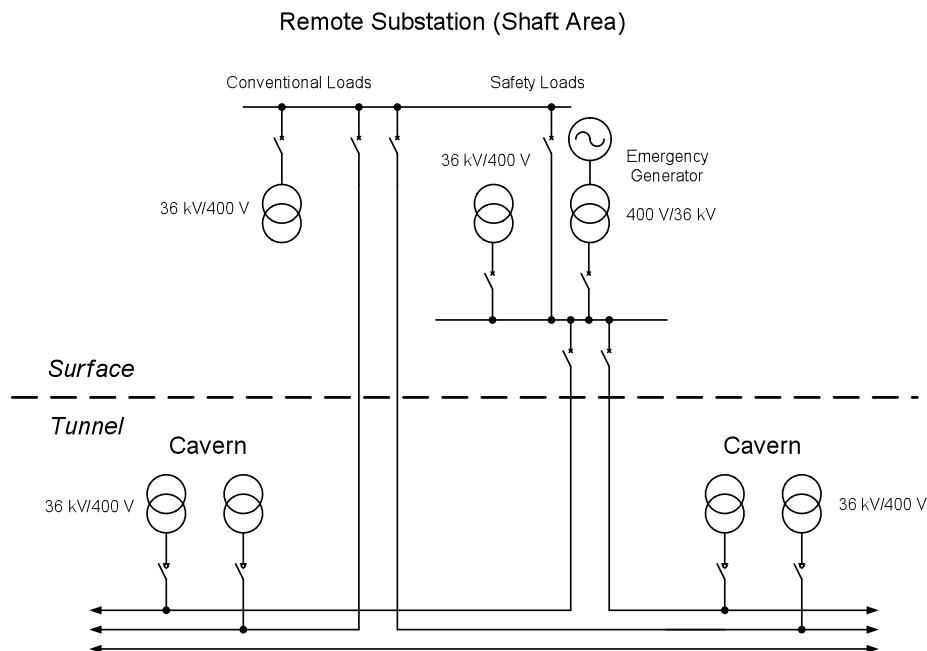 Remote Substation (Shaft Area)
Conventional Loads
Safety Loads
36 kV/400 V
Emergency
Generator
36 kV/400 V
400 V/36 kV
Surface
Tunnel
Cavern
Cavern
36 kV/400 V
36 kV/400 V